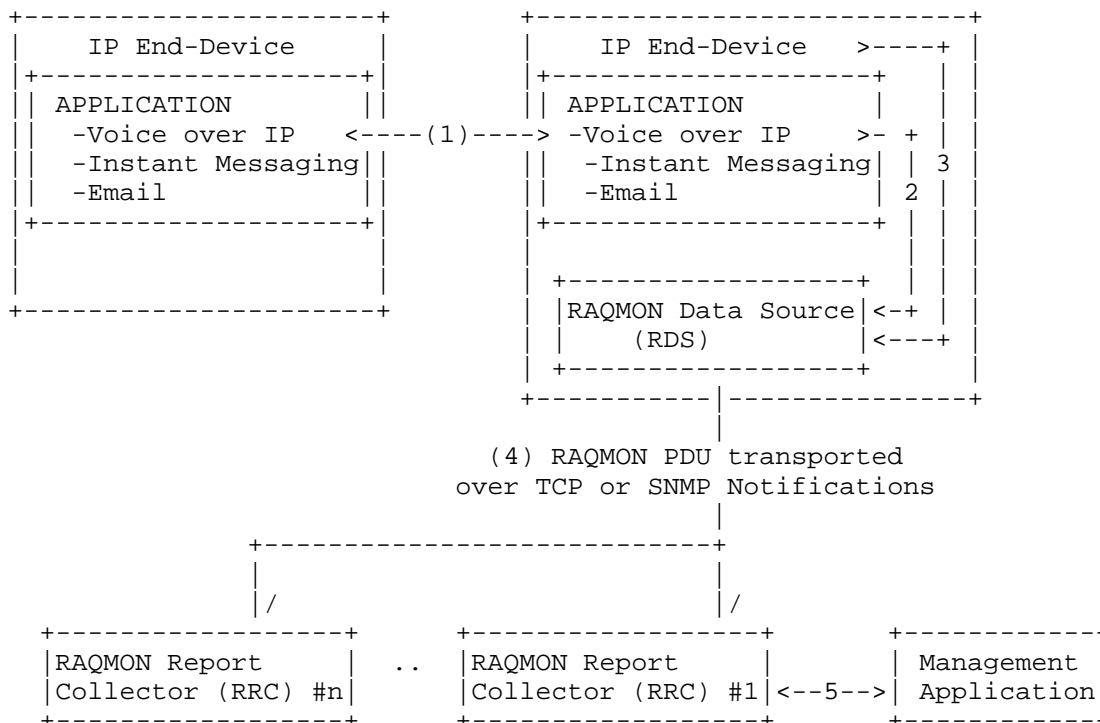 IP End-Device IP End-Device >----+
APPLICATION APPLICATION
-Voice over IP <----(1)----> -Voice over IP >- +
-Instant Messaging -Instant Messaging 3
-Email -Email 2
RAQMON Data Source <-+
(RDS) <---+
(4) RAQMON PDU transported
over TCP or SNMP Notifications
RAQMON Report .. RAQMON Report Management
Collector (RRC) #n Collector (RRC) #1 <--5--> Application